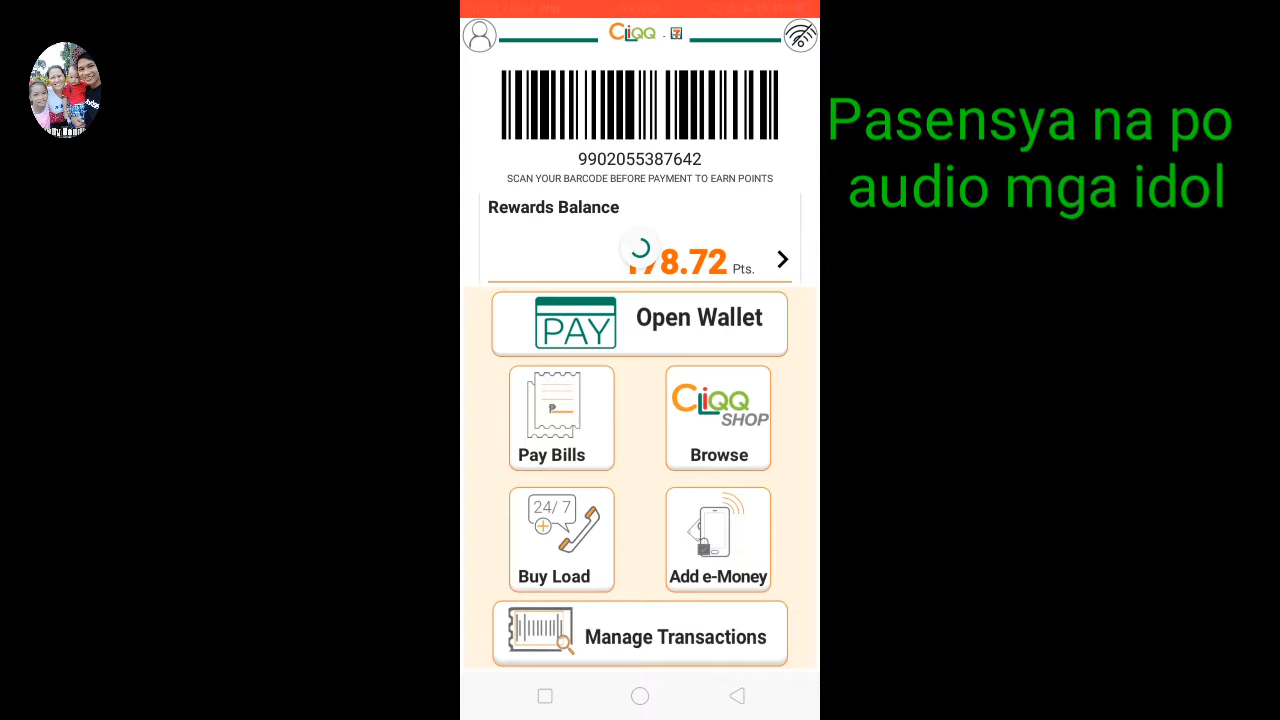 CLiQQ
9902055387642
SCAN YOUR BARCODE BEFORE PAYMENT TO EARN POINTS
Rewards Balance
178.72 Pts.
PAY Open Wallet
Pay Bills
CLiQQ SHOP
Browse
24/7
Buy Load
Add e-Money
Manage Transactions
Pasensya na po
audio mga idol